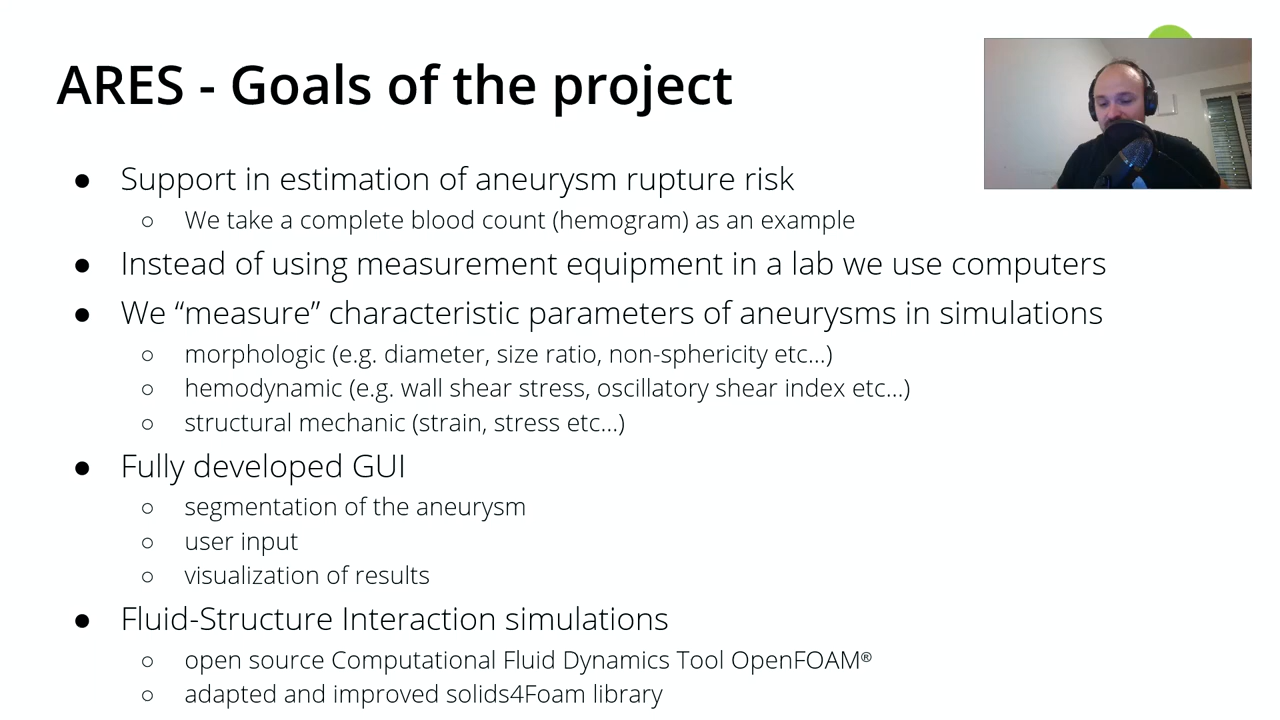 ARES - Goals of the project
● Support in estimation of aneurysm rupture risk
○ We take a complete blood count (hemogram) as an example
● Instead of using measurement equipment in a lab we use computers
● We “measure” characteristic parameters of aneurysms in simulations
○ morphologic (e.g. diameter, size ratio, non-sphericity etc...)
○ hemodynamic (e.g. wall shear stress, oscillatory shear index etc...)
○ structural mechanic (strain, stress etc...)
● Fully developed GUI
○ segmentation of the aneurysm
○ user input
○ visualization of results
● Fluid-Structure Interaction simulations
○ open source Computational Fluid Dynamics Tool OpenFOAM®
○ adapted and improved solids4Foam library